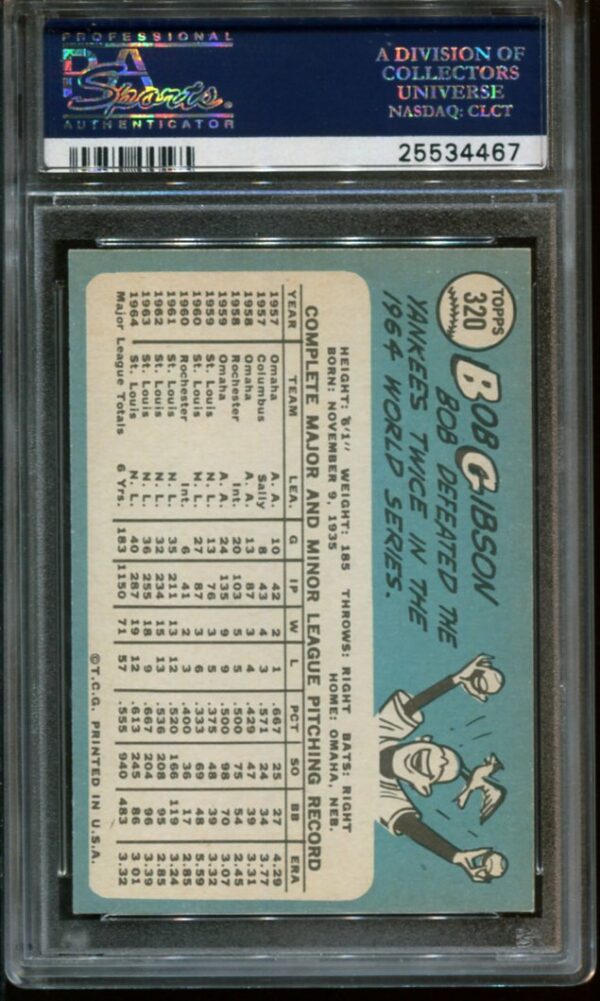 PROFESSIONAL
PSA
Sports
AUTHENTICATOR
A DIVISION OF
COLLECTORS
UNIVERSE
NASDAQ: CLCT
25534467
TOPPS
320
BOB GIBSON
BOB DEFEATED THE
YANKEES TWICE IN THE
1964 WORLD SERIES.
HEIGHT: 6'1" WEIGHT: 185 THROWS: RIGHT BATS: RIGHT
BORN: NOVEMBER 9, 1935 HOME: OMAHA, NEB.
COMPLETE MAJOR AND MINOR LEAGUE PITCHING RECORD
YEAR TEAM LEA. G IP W L PCT SO BB ERA
1957 Omaha A. A. 10 42 2 1 .667 25 27 4.29
1957 Columbus Sally 8 43 4 3 .571 24 34 3.77
1958 Omaha A. A. 13 87 3 4 .429 47 39 3.31
1958 Rochester Int. 20 103 5 5 .500 75 54 2.45
1959 Omaha A. A. 24 135 9 9 .500 98 70 3.07
1959 St. Louis N. L. 13 76 3 5 .375 48 39 3.32
1960 St. Louis N. L. 27 87 3 6 .333 69 48 5.59
1960 Rochester Int. 6 41 2 3 .400 36 17 2.85
1961 St. Louis N. L. 35 211 13 12 .520 166 119 3.24
1962 St. Louis N. L. 32 234 15 13 .536 208 95 2.85
1963 St. Louis N. L. 36 255 18 9 .667 204 96 3.39
1964 St. Louis N. L. 40 287 19 12 .613 245 86 3.01
Major League Totals 6 Yrs. 183 1150 71 57 .555 940 483 3.32
©T.C.G. PRINTED IN U.S.A.